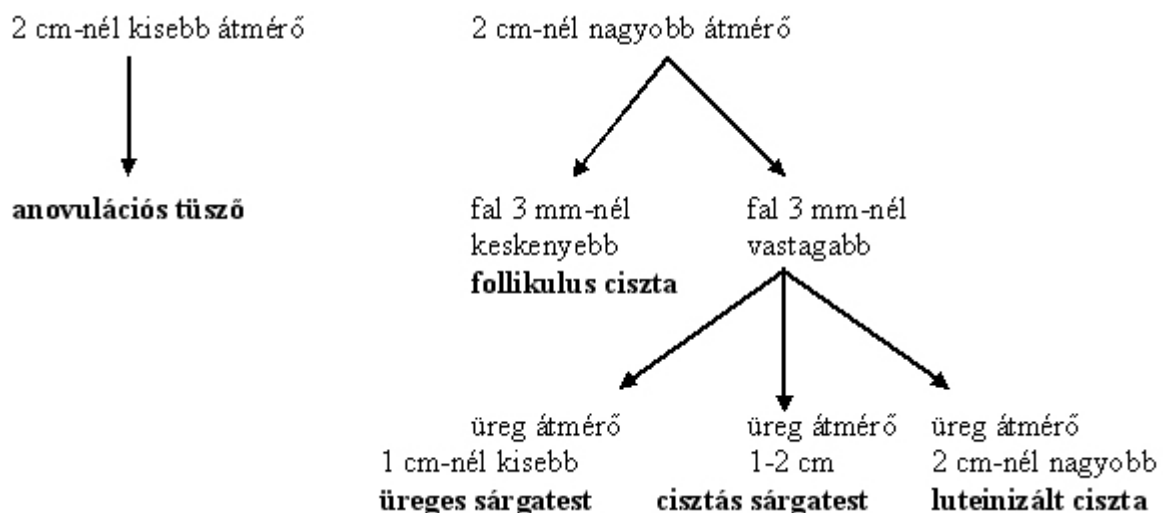 2 cm-nél kisebb átmérő
2 cm-nél nagyobb átmérő
anovulációs tüsző
fal 3 mm-nél
keskenyebb
follikulus ciszta
fal 3 mm-nél
vastagabb
üreg átmérő
1 cm-nél kisebb
üreges sárgatest
üreg átmérő
1-2 cm
cisztás sárgatest
üreg átmérő
2 cm-nél nagyobb
luteinizált ciszta